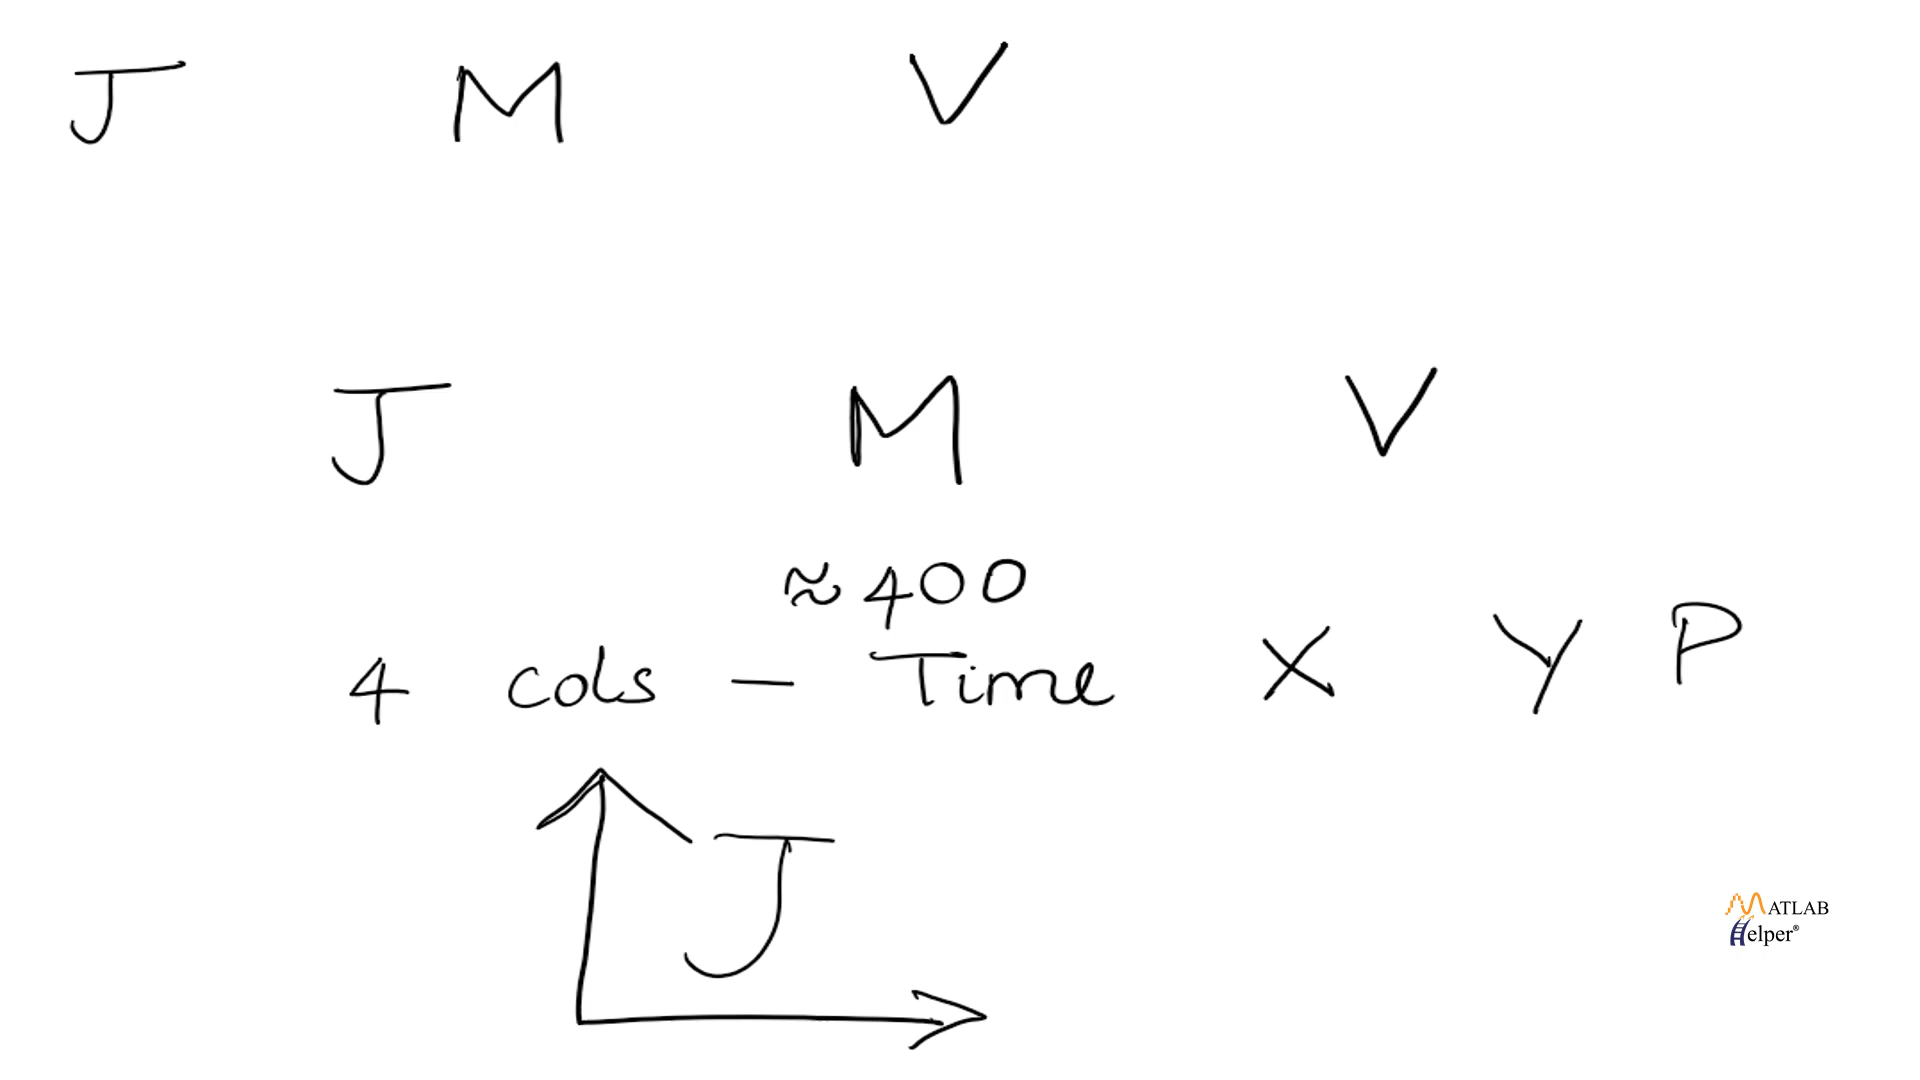 J M V
J M V
≈400
4 cols — Time X Y P
J
MATLAB
Helper®